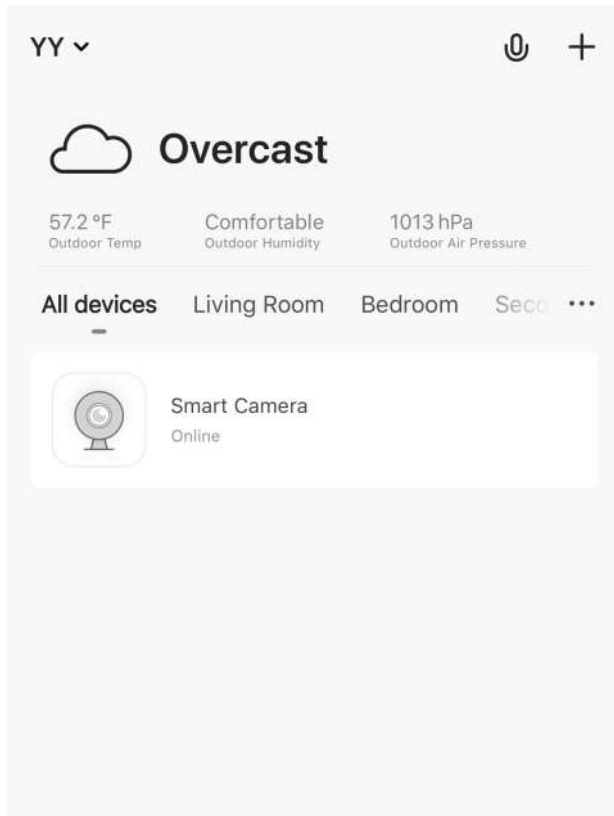 YY
Overcast
57.2 °F Comfortable 1013 hPa
Outdoor Temp Outdoor Humidity Outdoor Air Pressure
All devices Living Room Bedroom Seco ···
Smart Camera
Online